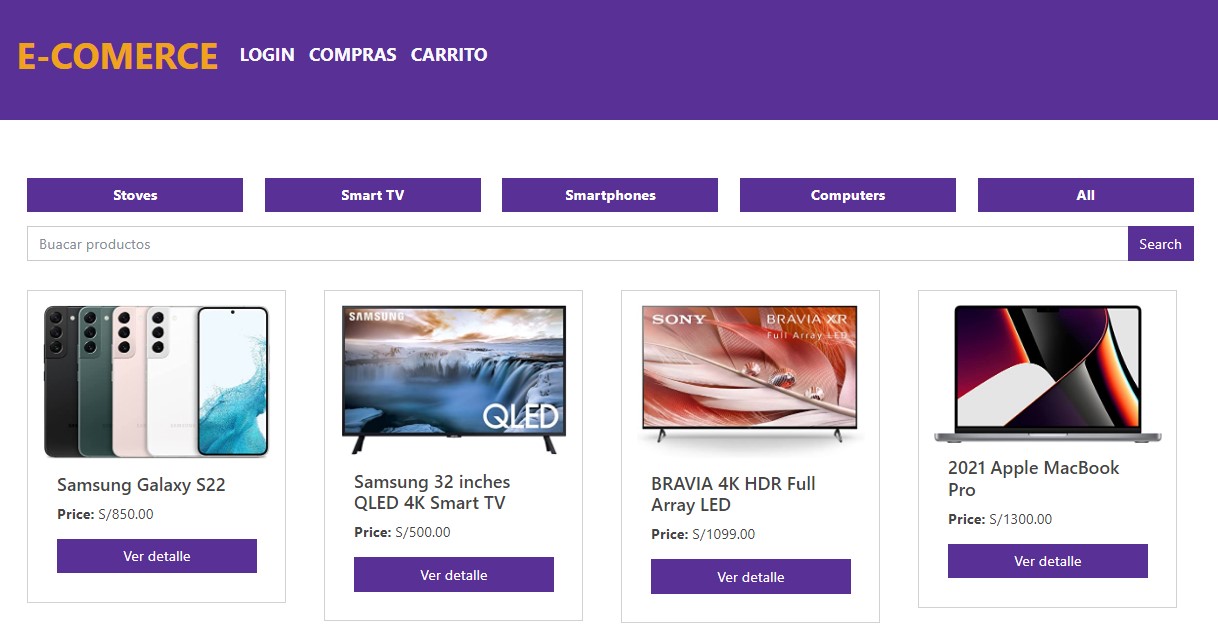 E-COMERCE LOGIN COMPRAS CARRITO
Stoves Smart TV Smartphones Computers All
Buacar productos Search
SAMSUNG
QLED
SONY BRAVIA XR
Full Array LED
Samsung Galaxy S22
Price: S/850.00
Ver detalle
Samsung 32 inches
QLED 4K Smart TV
Price: S/500.00
Ver detalle
BRAVIA 4K HDR Full
Array LED
Price: S/1099.00
Ver detalle
2021 Apple MacBook
Pro
Price: S/1300.00
Ver detalle